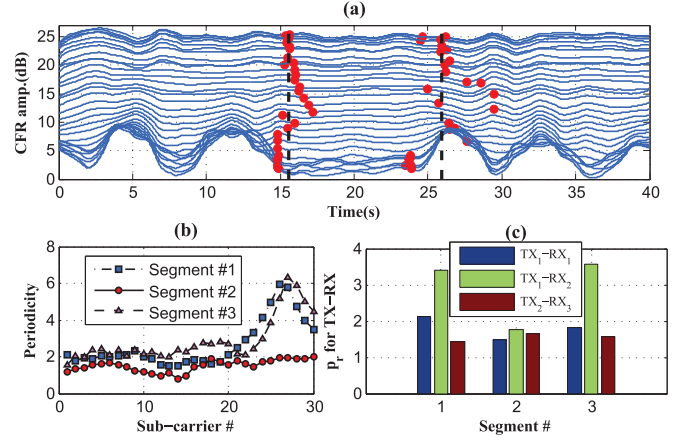 (a)
CFR amp.(dB)
25
20
15
10
5
0
0 5 10 15 20 25 30 35 40
Time(s)
(b)
Periodicity
8
6
4
2
0
Segment #1
Segment #2
Segment #3
0 10 20 30
Sub−carrier #
(c)
pᵣ for TX−RX
4
3
2
1
0
TX₁−RX₁
TX₁−RX₂
TX₂−RX₃
1 2 3
Segment #